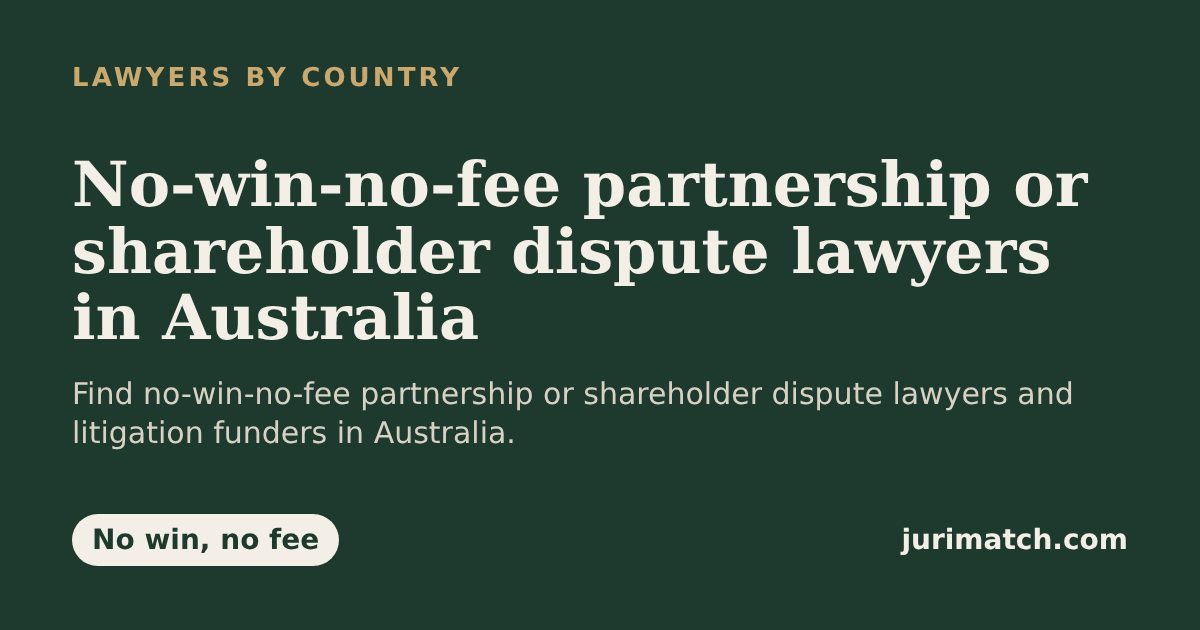 LAWYERS BY COUNTRY
No-win-no-fee partnership or
shareholder dispute lawyers
in Australia
Find no-win-no-fee partnership or shareholder dispute lawyers and
litigation funders in Australia.
No win, no fee
jurimatch.com